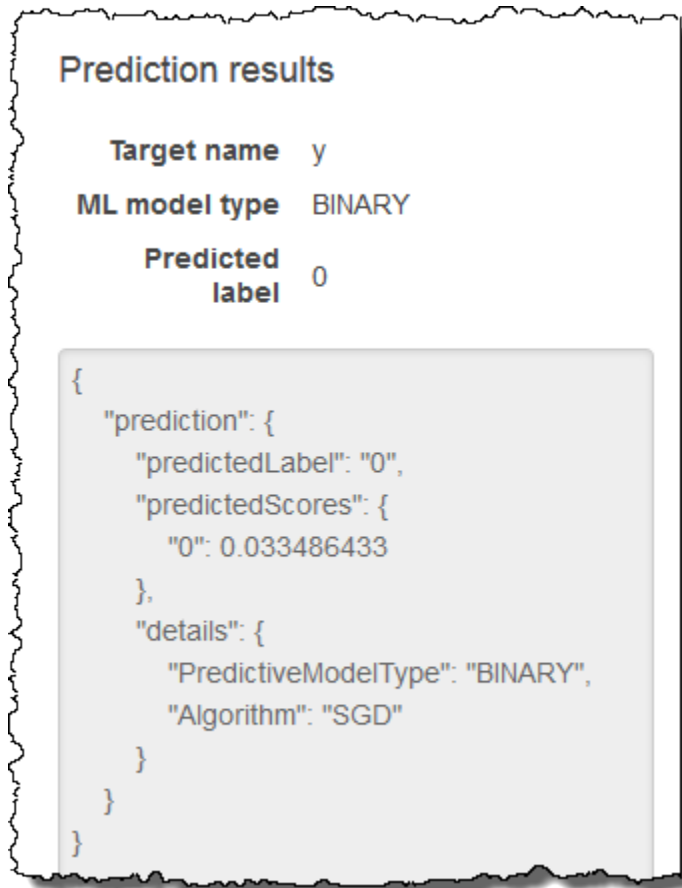 Prediction results
Target name y
ML model type BINARY
Predicted
label 0
{
"prediction": {
"predictedLabel": "0",
"predictedScores": {
"0": 0.033486433
},
"details": {
"PredictiveModelType": "BINARY",
"Algorithm": "SGD"
}
}
}